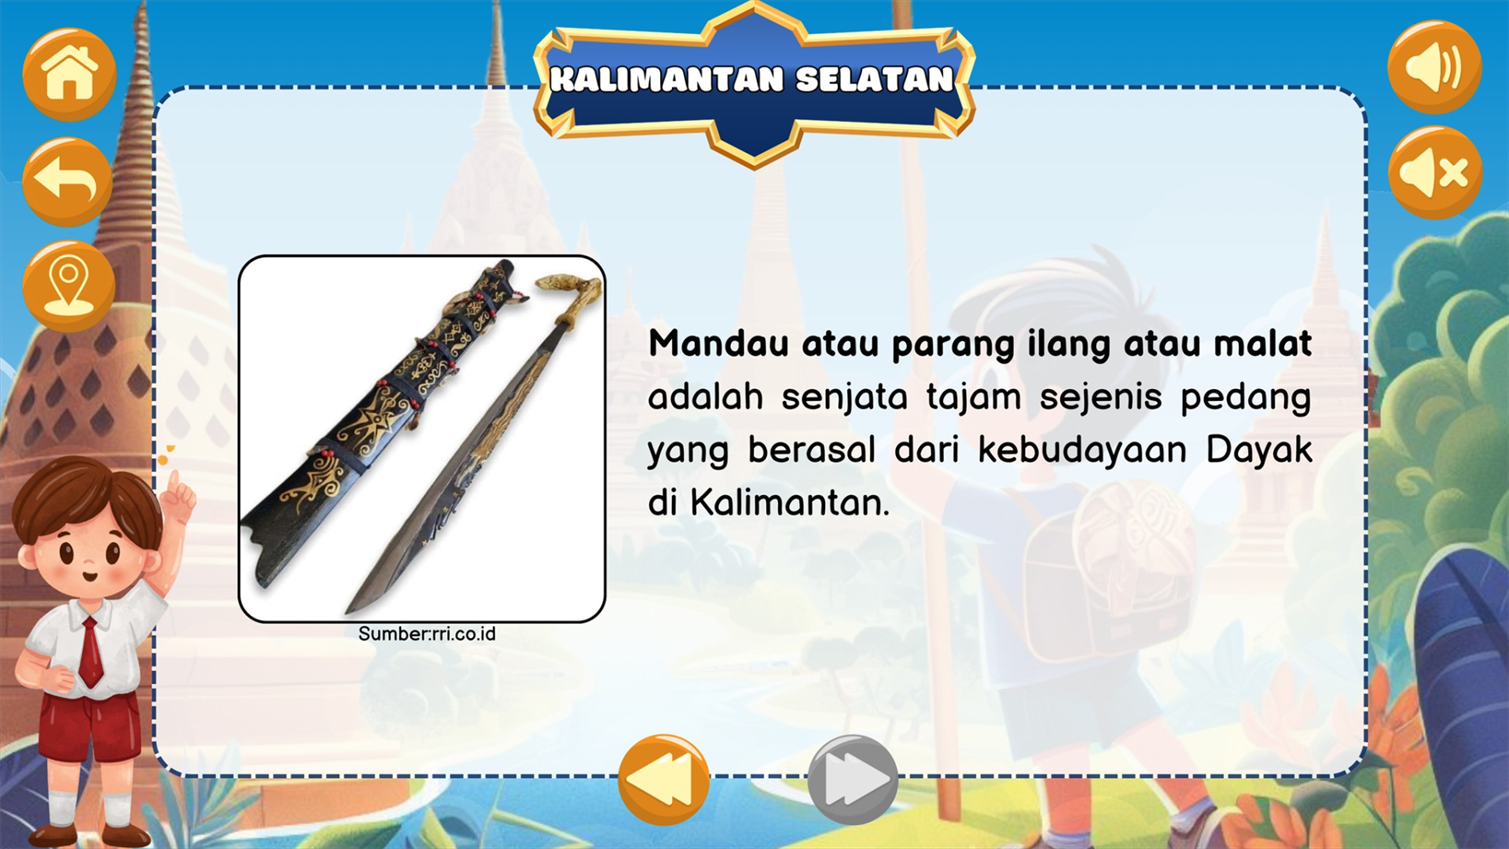 KALIMANTAN SELATAN
Mandau atau parang ilang atau malat
adalah senjata tajam sejenis pedang
yang berasal dari kebudayaan Dayak
di Kalimantan.
Sumber:rri.co.id